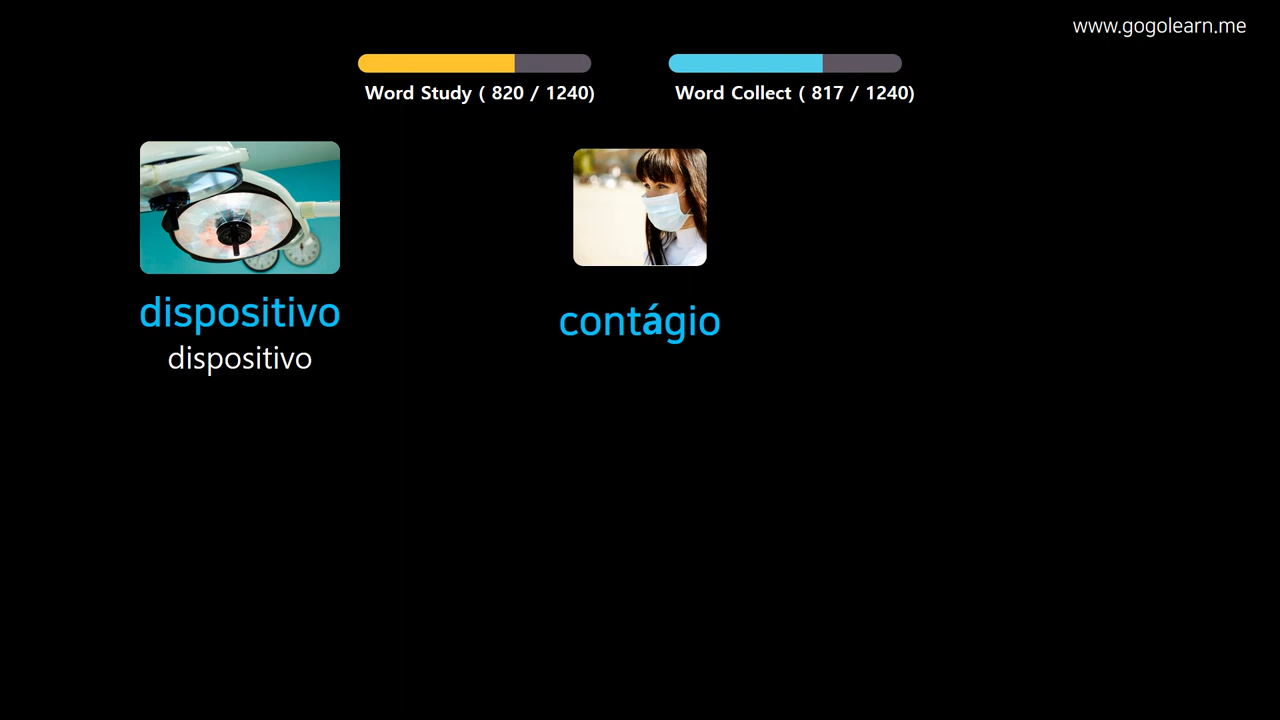 www.gogolearn.me
Word Study ( 820 / 1240)
Word Collect ( 817 / 1240)
dispositivo
dispositivo
contágio